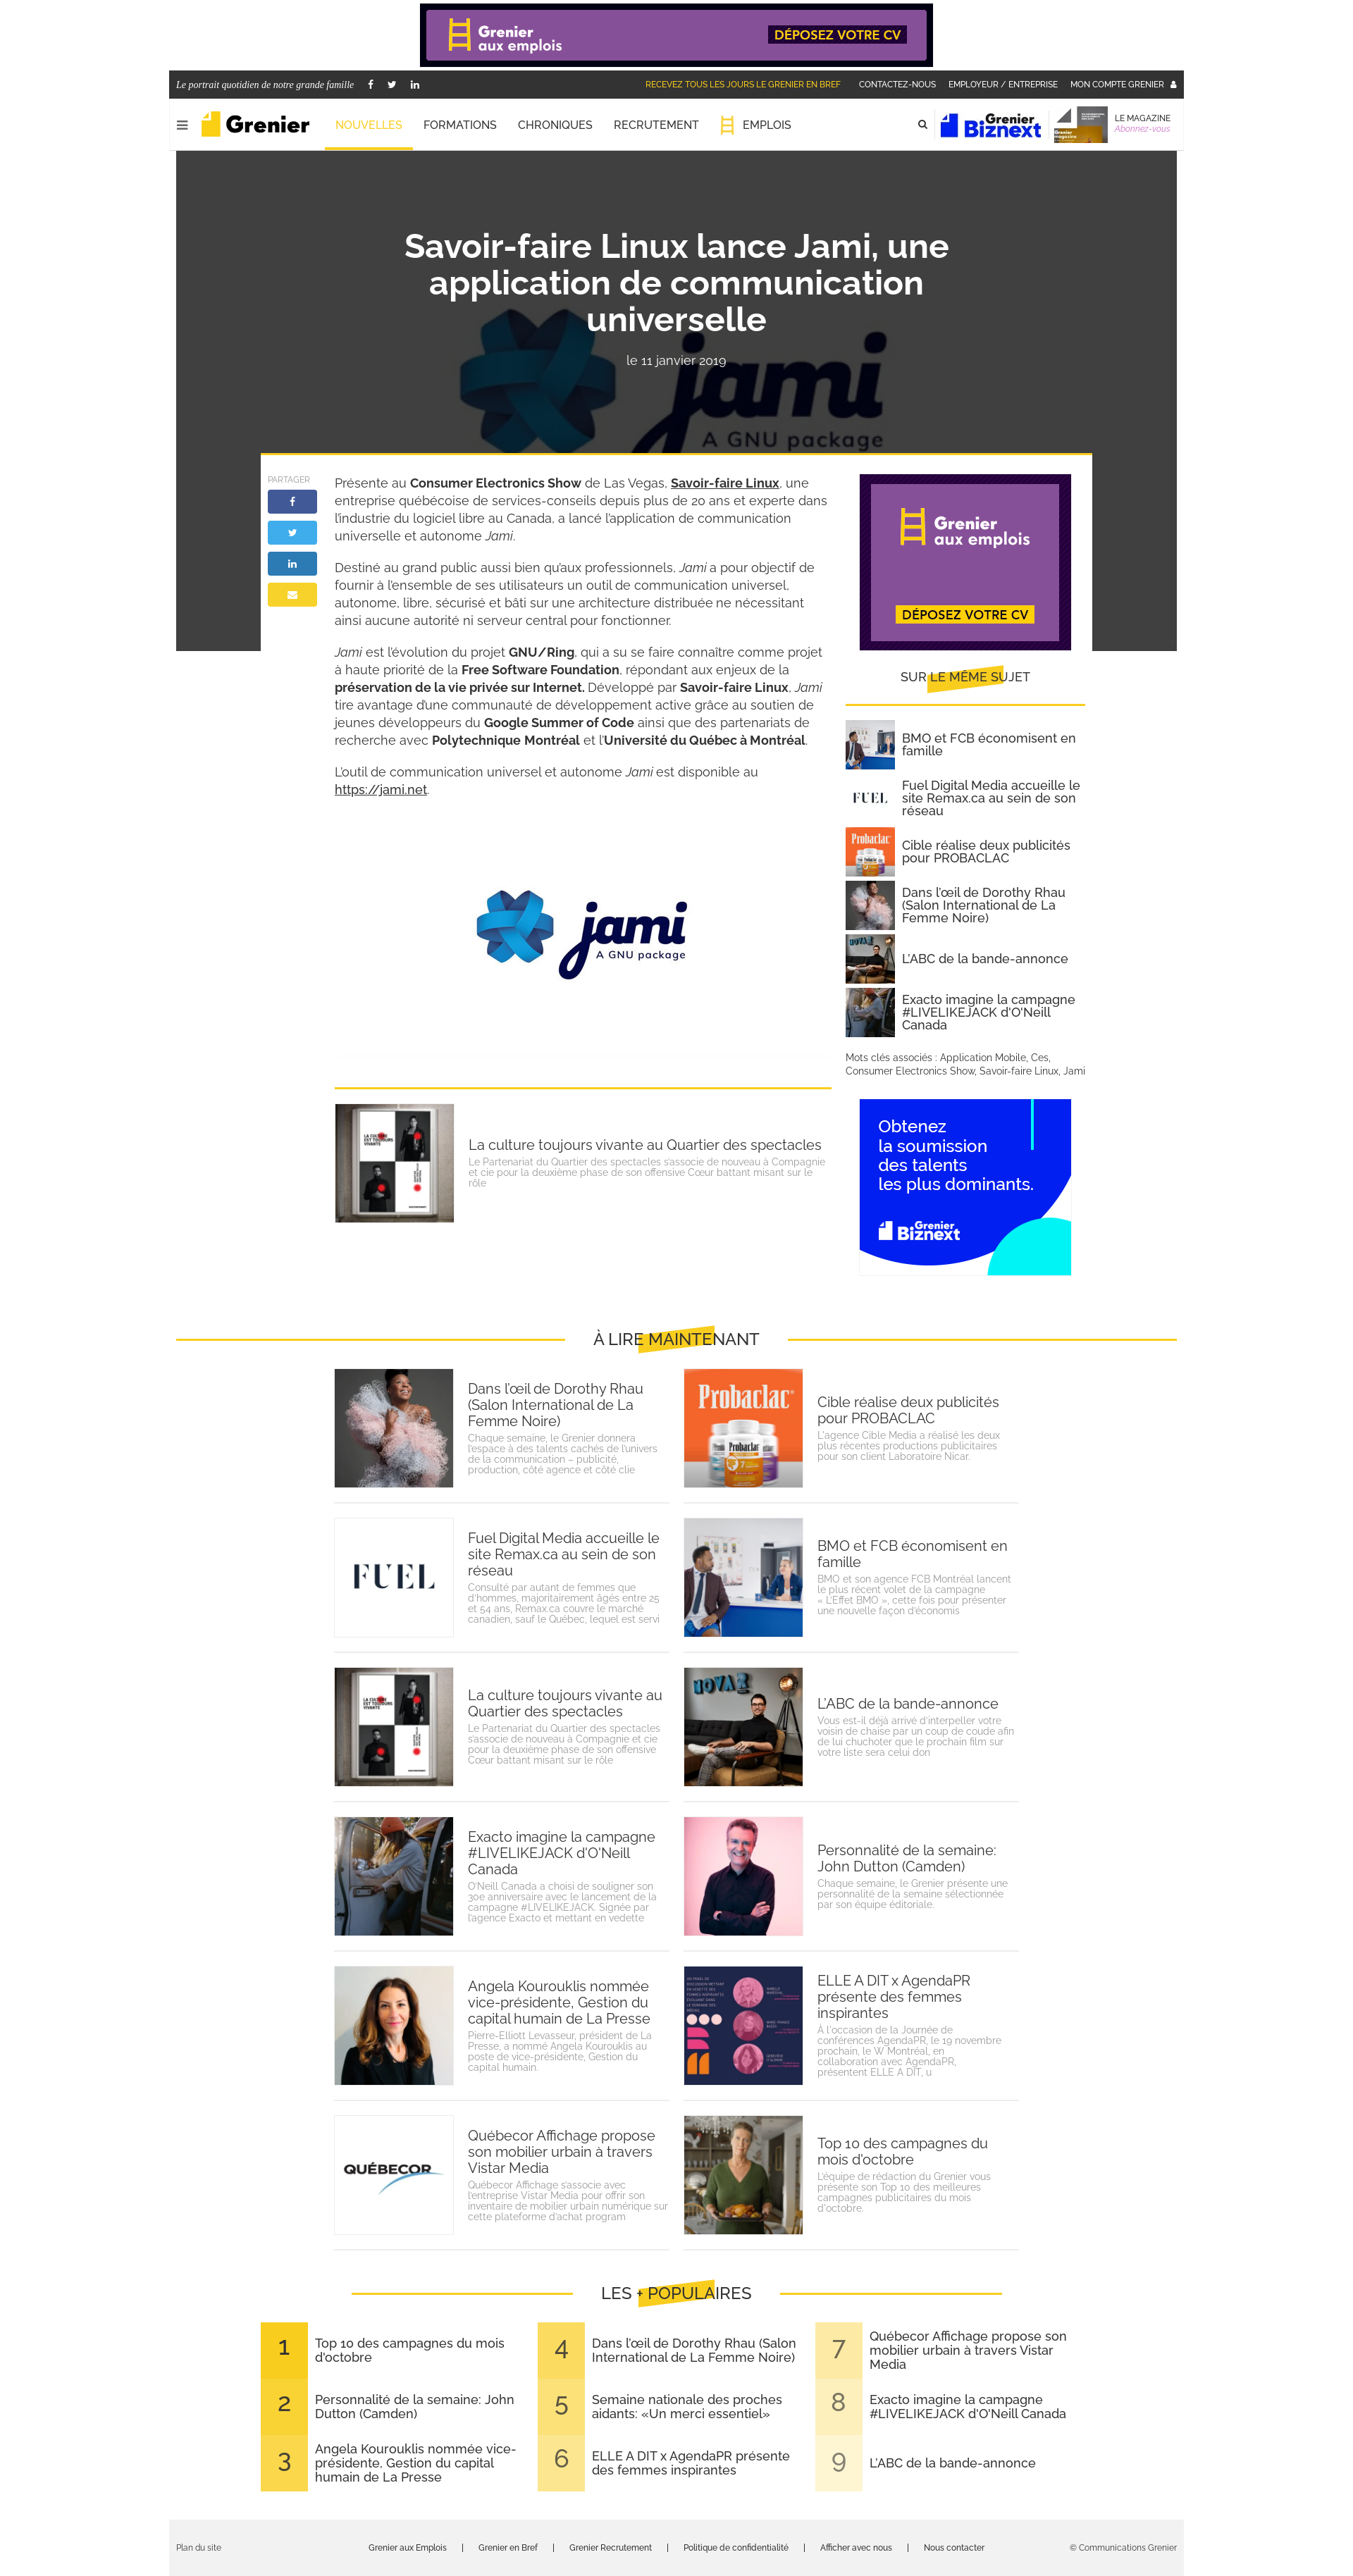 Grenier
aux emplois
DÉPOSEZ VOTRE CV
Le portrait quotidien de notre grande famille
RECEVEZ TOUS LES JOURS LE GRENIER EN BREF
CONTACTEZ-NOUS
EMPLOYEUR / ENTREPRISE
MON COMPTE GRENIER
Grenier
NOUVELLES
FORMATIONS
CHRONIQUES
RECRUTEMENT
EMPLOIS
Grenier
Biznext
LE MAGAZINE
Abonnez-vous
Savoir-faire Linux lance Jami, une
application de communication
universelle
le 11 janvier 2019
jami
A GNU package
PARTAGER
Présente au Consumer Electronics Show de Las Vegas, Savoir-faire Linux, une
entreprise québécoise de services-conseils depuis plus de 20 ans et experte dans
l'industrie du logiciel libre au Canada, a lancé l'application de communication
universelle et autonome Jami.
Destiné au grand public aussi bien qu'aux professionnels, Jami a pour objectif de
fournir à l'ensemble de ses utilisateurs un outil de communication universel,
autonome, libre, sécurisé et bâti sur une architecture distribuée ne nécessitant
ainsi aucune autorité ni serveur central pour fonctionner.
Jami est l'évolution du projet GNU/Ring, qui a su se faire connaître comme projet
à haute priorité de la Free Software Foundation, répondant aux enjeux de la
préservation de la vie privée sur Internet. Développé par Savoir-faire Linux, Jami
tire avantage d'une communauté de développement active grâce au soutien de
jeunes développeurs du Google Summer of Code ainsi que des partenariats de
recherche avec Polytechnique Montréal et l'Université du Québec à Montréal.
L'outil de communication universel et autonome Jami est disponible au
https://jami.net.
jami
A GNU package
La culture toujours vivante au Quartier des spectacles
Le Partenariat du Quartier des spectacles s'associe de nouveau à Compagnie
et cie pour la deuxième phase de son offensive Cœur battant misant sur le
rôle
Grenier
aux emplois
DÉPOSEZ VOTRE CV
SUR LE MÊME SUJET
BMO et FCB économisent en
famille
FUEL
Fuel Digital Media accueille le
site Remax.ca au sein de son
réseau
Probaclac
Cible réalise deux publicités
pour PROBACLAC
Dans l'œil de Dorothy Rhau
(Salon International de La
Femme Noire)
L'ABC de la bande-annonce
Exacto imagine la campagne
#LIVELIKEJACK d'O'Neill
Canada
Mots clés associés : Application Mobile, Ces,
Consumer Electronics Show, Savoir-faire Linux, Jami
Obtenez
la soumission
des talents
les plus dominants.
Grenier
Biznext
À LIRE MAINTENANT
Dans l'œil de Dorothy Rhau
(Salon International de La
Femme Noire)
Chaque semaine, le Grenier donnera
l'espace à des talents cachés de l'univers
de la communication – publicité,
production, côté agence et côté clie
Probaclac
Cible réalise deux publicités
pour PROBACLAC
L'agence Cible Media a réalisé les deux
plus récentes productions publicitaires
pour son client Laboratoire Nicar.
FUEL
Fuel Digital Media accueille le
site Remax.ca au sein de son
réseau
Consulté par autant de femmes que
d'hommes, majoritairement âgés entre 25
et 54 ans, Remax.ca couvre le marché
canadien, sauf le Québec, lequel est servi
BMO et FCB économisent en
famille
BMO et son agence FCB Montréal lancent
le plus récent volet de la campagne
« L'Effet BMO », cette fois pour présenter
une nouvelle façon d'économis
La culture toujours vivante au
Quartier des spectacles
Le Partenariat du Quartier des spectacles
s'associe de nouveau à Compagnie et cie
pour la deuxième phase de son offensive
Cœur battant misant sur le rôle
L'ABC de la bande-annonce
Vous est-il déjà arrivé d'interpeller votre
voisin de chaise par un coup de coude afin
de lui chuchoter que le prochain film sur
votre liste sera celui don
Exacto imagine la campagne
#LIVELIKEJACK d'O'Neill
Canada
O'Neill Canada a choisi de souligner son
30e anniversaire avec le lancement de la
campagne #LIVELIKEJACK. Signée par
l'agence Exacto et mettant en vedette
Personnalité de la semaine:
John Dutton (Camden)
Chaque semaine, le Grenier présente une
personnalité de la semaine sélectionnée
par son équipe éditoriale.
Angela Kourouklis nommée
vice-présidente, Gestion du
capital humain de La Presse
Pierre-Elliott Levasseur, président de La
Presse, a nommé Angela Kourouklis au
poste de vice-présidente, Gestion du
capital humain.
ELLE A DIT x AgendaPR
présente des femmes
inspirantes
À l'occasion de la Journée de
conférences AgendaPR, le 19 novembre
prochain, le W Montréal, en
collaboration avec AgendaPR,
présentent ELLE A DIT, u
QUÉBECOR
Québecor Affichage propose
son mobilier urbain à travers
Vistar Media
Québecor Affichage s'associe avec
l'entreprise Vistar Media pour offrir son
inventaire de mobilier urbain numérique sur
cette plateforme d'achat program
Top 10 des campagnes du
mois d'octobre
L'équipe de rédaction du Grenier vous
présente son Top 10 des meilleures
campagnes publicitaires du mois
d'octobre.
LES + POPULAIRES
1
Top 10 des campagnes du mois
d'octobre
2
Personnalité de la semaine: John
Dutton (Camden)
3
Angela Kourouklis nommée vice-
présidente, Gestion du capital
humain de La Presse
4
Dans l'œil de Dorothy Rhau (Salon
International de La Femme Noire)
5
Semaine nationale des proches
aidants: «Un merci essentiel»
6
ELLE A DIT x AgendaPR présente
des femmes inspirantes
7
Québecor Affichage propose son
mobilier urbain à travers Vistar
Media
8
Exacto imagine la campagne
#LIVELIKEJACK d'O'Neill Canada
9
L'ABC de la bande-annonce
Plan du site
Grenier aux Emplois | Grenier en Bref | Grenier Recrutement | Politique de confidentialité | Afficher avec nous | Nous contacter
© Communications Grenier